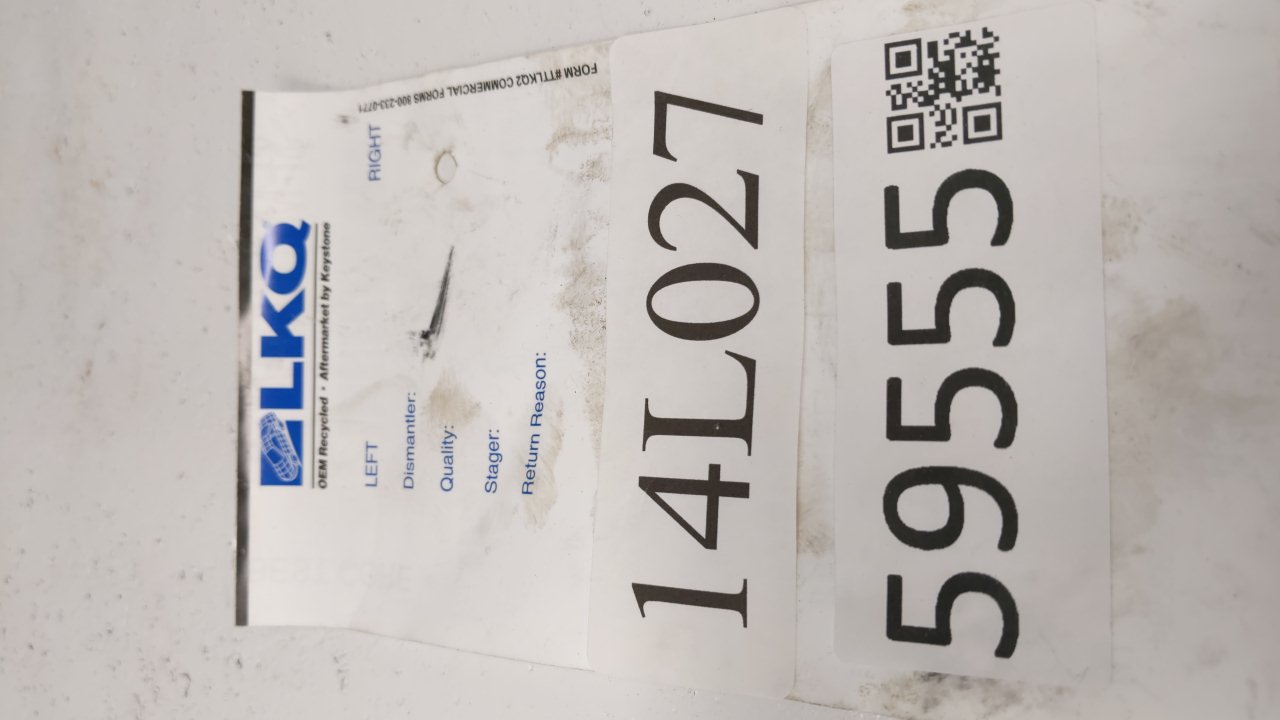 LKQ
OEM Recycled • Aftermarket by Keystone
LEFT RIGHT
Dismantler:
Quality:
Stager:
Return Reason:
FORM #TTLKQ2 COMMERCIAL FORMS 800-233-0771
14L027
59555